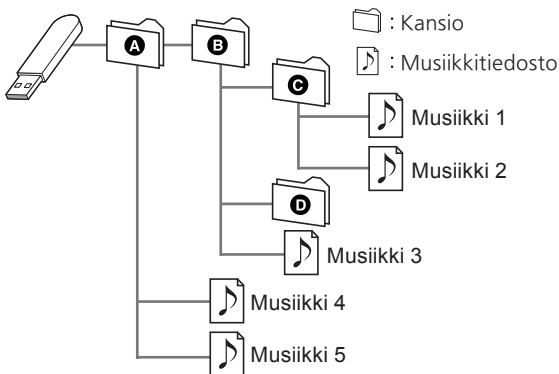 : Kansio
: Musiikkitiedosto
A
B
C
Musiikki 1
Musiikki 2
D
Musiikki 3
Musiikki 4
Musiikki 5